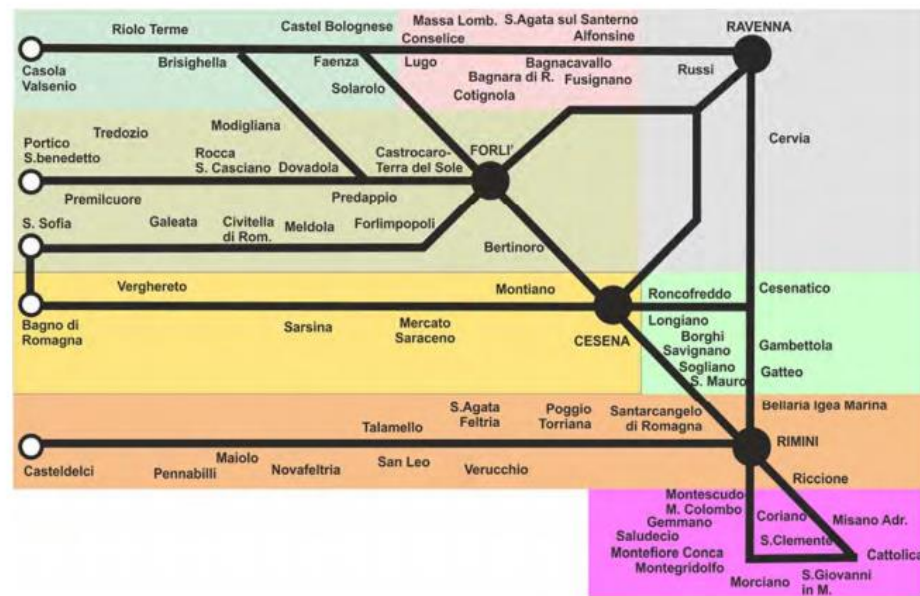 Riolo Terme
Castel Bolognese
Massa Lomb.
S.Agata sul Santerno
Conselice
Alfonsine
RAVENNA
Casola
Valsenio
Brisighella
Faenza
Solarolo
Lugo
Bagnacavallo
Bagnara di R.
Fusignano
Cotignola
Russi
Portico
S.benedetto
Tredozio
Modigliana
Rocca
S. Casciano
Dovadola
Castrocaro-
Terra del Sole
FORLI'
Cervia
Premilcuore
Predappio
S. Sofia
Galeata
Civitella
di Rom.
Meldola
Forlimpopoli
Bertinoro
Verghereto
Montiano
Roncofreddo
Cesenatico
Bagno di
Romagna
Sarsina
Mercato
Saraceno
CESENA
Longiano
Borghi
Savignano
Sogliano
S. Mauro
Gambettola
Gatteo
Bellaria Igea Marina
Talamello
S.Agata
Feltria
Poggio
Torriana
Santarcangelo
di Romagna
RIMINI
Casteldelci
Pennabilli
Maiolo
Novafeltria
San Leo
Verucchio
Riccione
Montescudo
M. Colombo
Gemmano
Saludecio
Montefiore Conca
Montegridolfo
Coriano
S.Clemente
Misano Adr.
Cattolica
Morciano
S.Giovanni
in M.